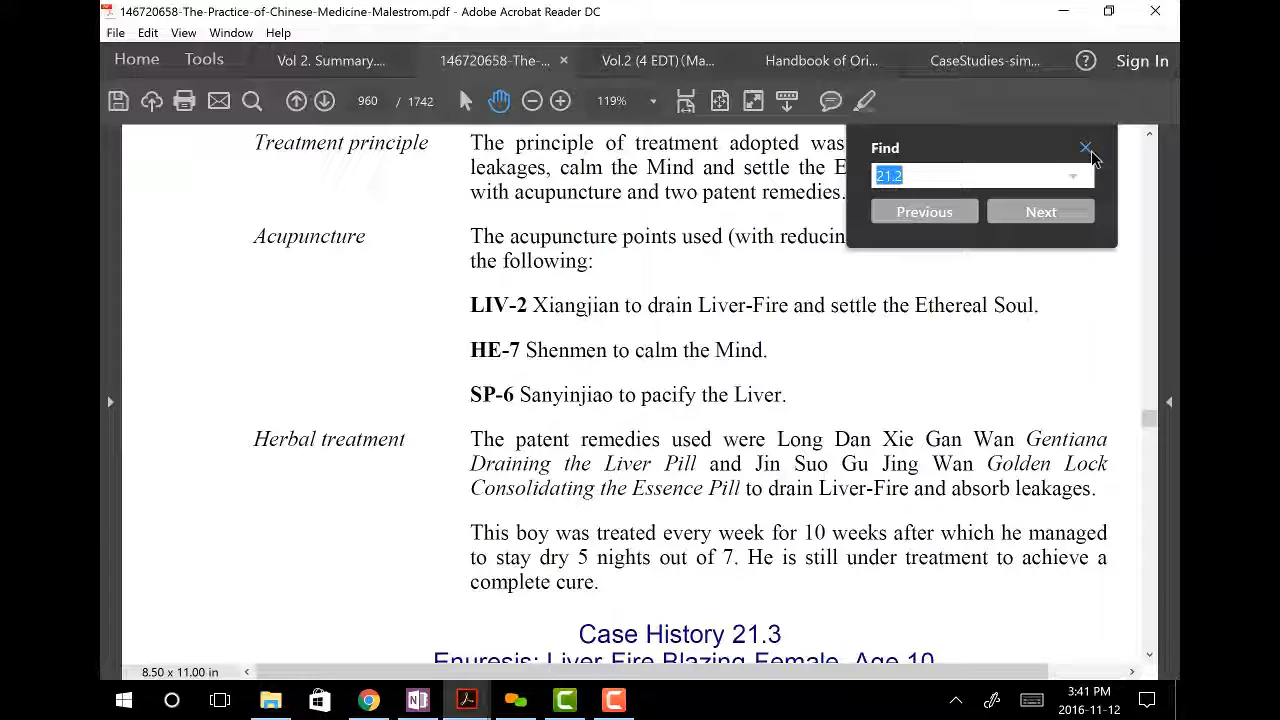 146720658-The-Practice-of-Chinese-Medicine-Malestrom.pdf - Adobe Acrobat Reader DC
File Edit View Window Help
Home Tools Vol 2. Summary.... 146720658-The-... Vol.2 (4 EDT) (Ma... Handbook of Ori... CaseStudies-sim... Sign In
960 / 1742 119%
Treatment principle The principle of treatment adopted was
leakages, calm the Mind and settle the E
with acupuncture and two patent remedies.
Find
21.2
Previous Next
Acupuncture The acupuncture points used (with reducin
the following:
LIV-2 Xiangjian to drain Liver-Fire and settle the Ethereal Soul.
HE-7 Shenmen to calm the Mind.
SP-6 Sanyinjiao to pacify the Liver.
Herbal treatment The patent remedies used were Long Dan Xie Gan Wan Gentiana
Draining the Liver Pill and Jin Suo Gu Jing Wan Golden Lock
Consolidating the Essence Pill to drain Liver-Fire and absorb leakages.
This boy was treated every week for 10 weeks after which he managed
to stay dry 5 nights out of 7. He is still under treatment to achieve a
complete cure.
Case History 21.3
Enuresis: Liver-Fire Blazing Female, Age 10
8.50 x 11.00 in
3:41 PM
2016-11-12